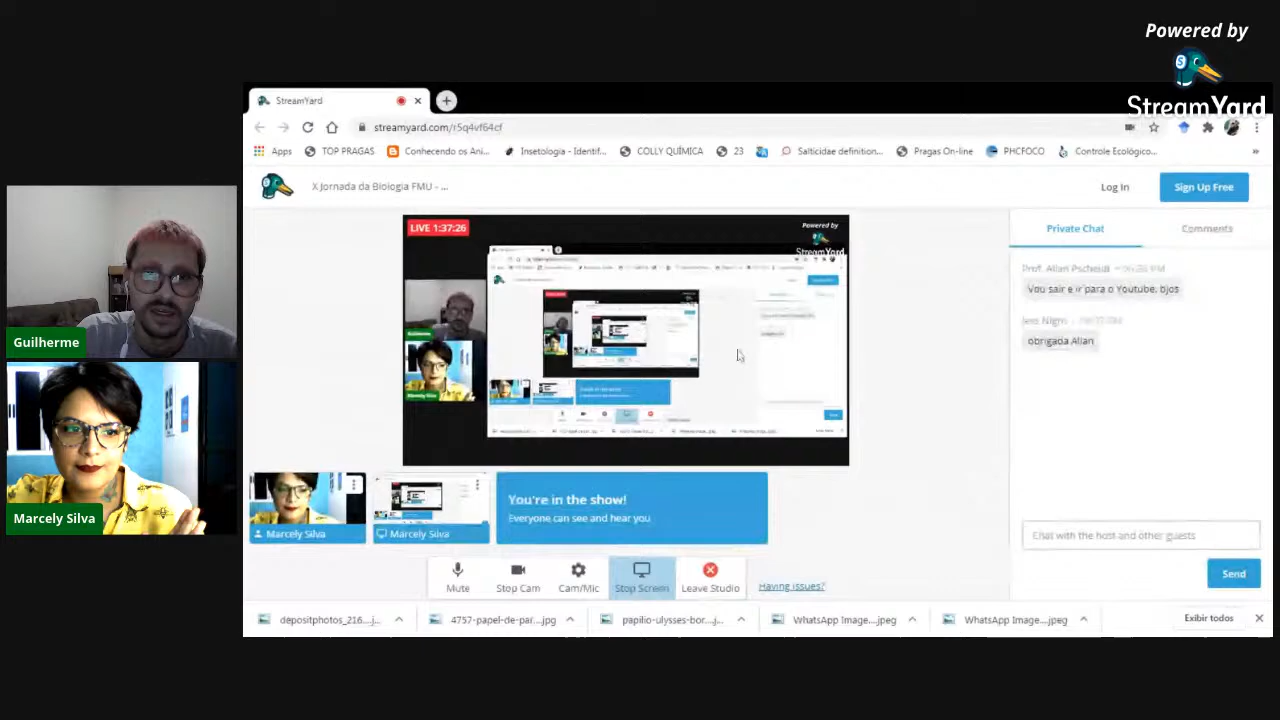 Powered by
StreamYard
StreamYard
streamyard.com/r5q4vf64cf
Apps
TOP PRAGAS
Conhecendo os Ani...
Insetologia - Identif...
COLLY QUÍMICA
23
Salticidae definition...
Pragas On-line
PHCFOCO
Controle Ecológico...
»
X Jornada da Biologia FMU - ...
Log In
Sign Up Free
LIVE 1:37:26
Powered by
StreamYard
Private Chat
Comments
Prof. Allan Pscheidt
Vou sair e ir para o Youtube, bjos
obrigada Allan
Guilherme
Marcely Silva
Marcely Silva
Marcely Silva
You're in the show!
Everyone can see and hear you
Chat with the host and other guests
Send
Mute
Stop Cam
Cam/Mic
Stop Screen
Leave Studio
Having issues?
depositphotos_216....j...
4757-papel-de-par....jpg
papilio-ulysses-bor....j...
WhatsApp Image....jpeg
WhatsApp Image....jpeg
Exibir todos